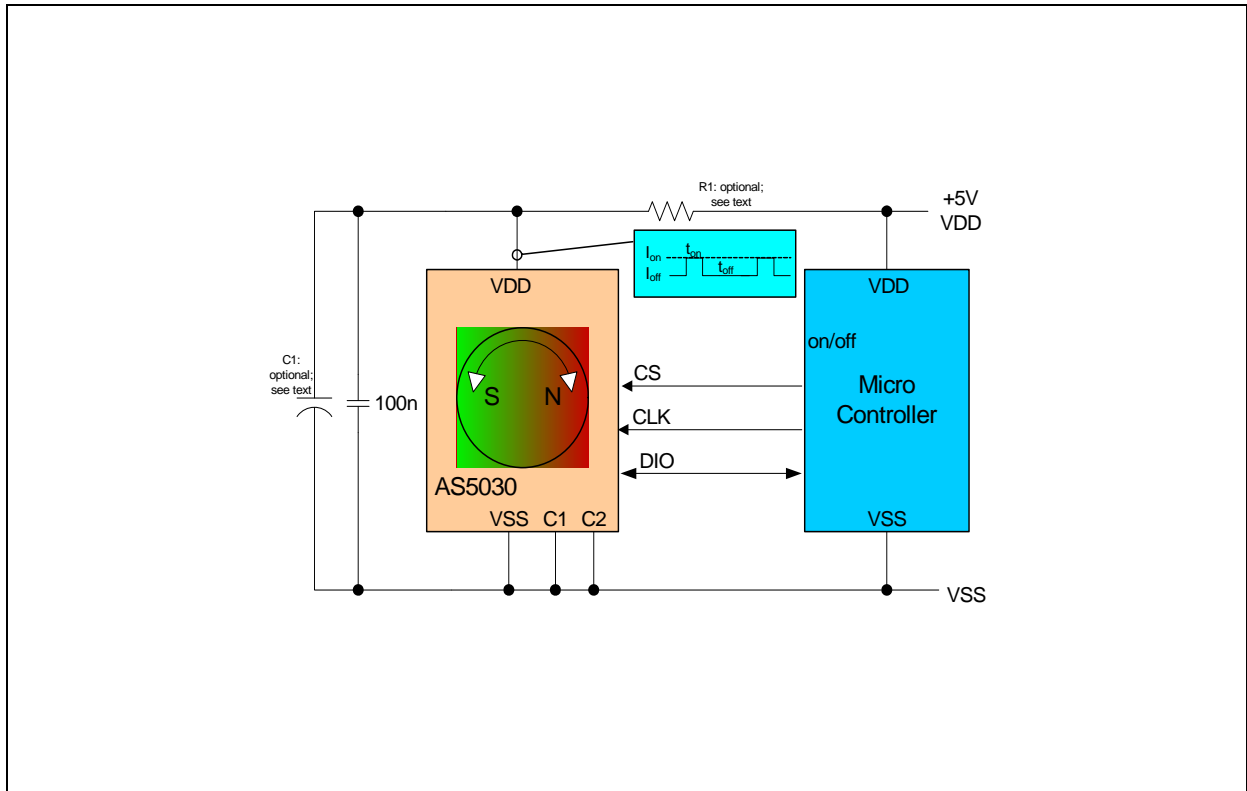 R1: optional;
see text
+5V
VDD
Ion
ton
Ioff
toff
VDD
VDD
on/off
C1:
optional;
see text
100n
S
N
CS
CLK
DIO
Micro
Controller
AS5030
VSS C1 C2
VSS
VSS